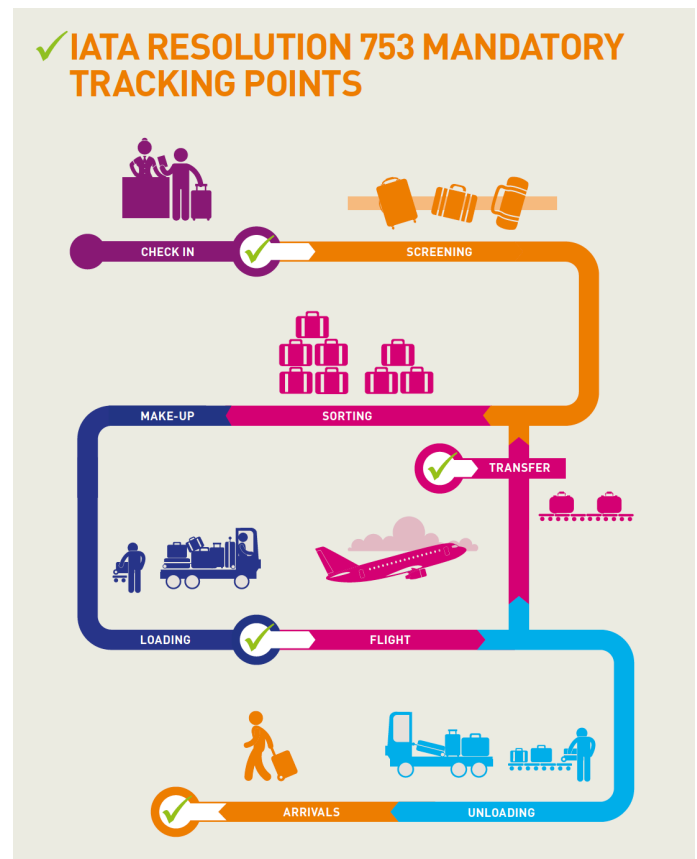 IATA RESOLUTION 753 MANDATORY
TRACKING POINTS
CHECK IN
SCREENING
MAKE-UP
SORTING
TRANSFER
LOADING
FLIGHT
ARRIVALS
UNLOADING